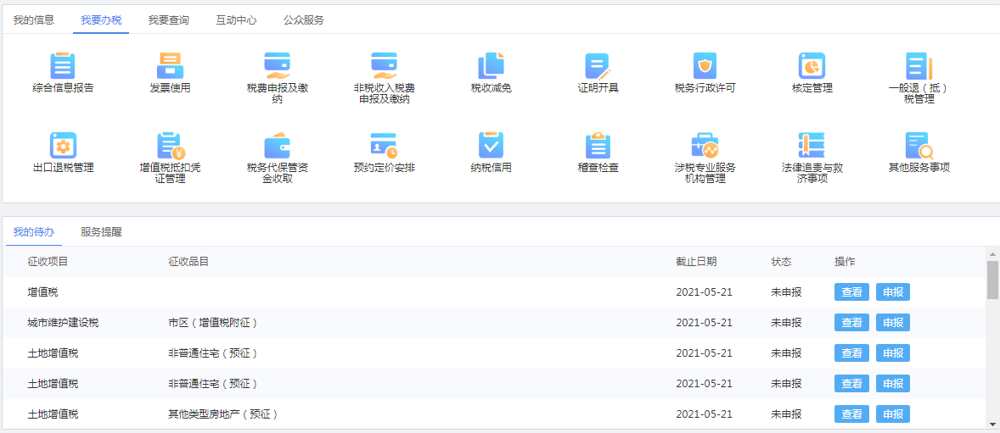 我的信息 我要办税 我要查询 互动中心 公众服务
综合信息报告 发票使用 税费申报及缴 非税收入税费 税收减免 证明开具 税务行政许可 核定管理 一般退（抵）
纳 申报及缴纳 税管理
出口退税管理 增值税抵扣凭 税务代保管资 预约定价安排 纳税信用 稽查检查 涉税专业服务 法律追责与救 其他服务事项
证管理 金收取 机构管理 济事项
我的待办 服务提醒
征收项目 征收品目 截止日期 状态 操作
增值税 2021-05-21 未申报 查看 申报
城市维护建设税 市区（增值税附征） 2021-05-21 未申报 查看 申报
土地增值税 非普通住宅（预征） 2021-05-21 未申报 查看 申报
土地增值税 非普通住宅（预征） 2021-05-21 未申报 查看 申报
土地增值税 其他类型房地产（预征） 2021-05-21 未申报 查看 申报